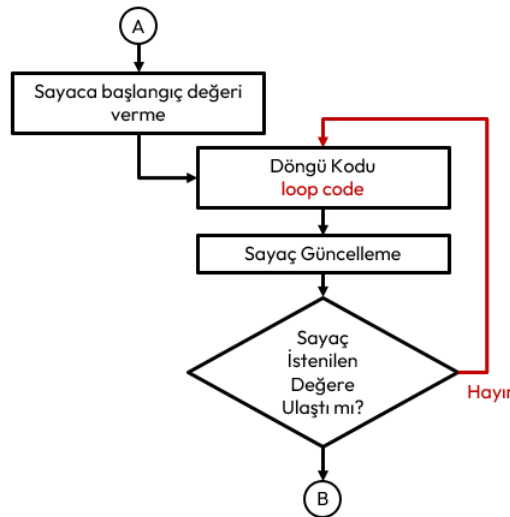 A
Sayaca başlangıç değeri
verme
Döngü Kodu
loop code
Sayaç Güncelleme
Sayaç
İstenilen
Değere
Ulaştı mı?
Hayır
B